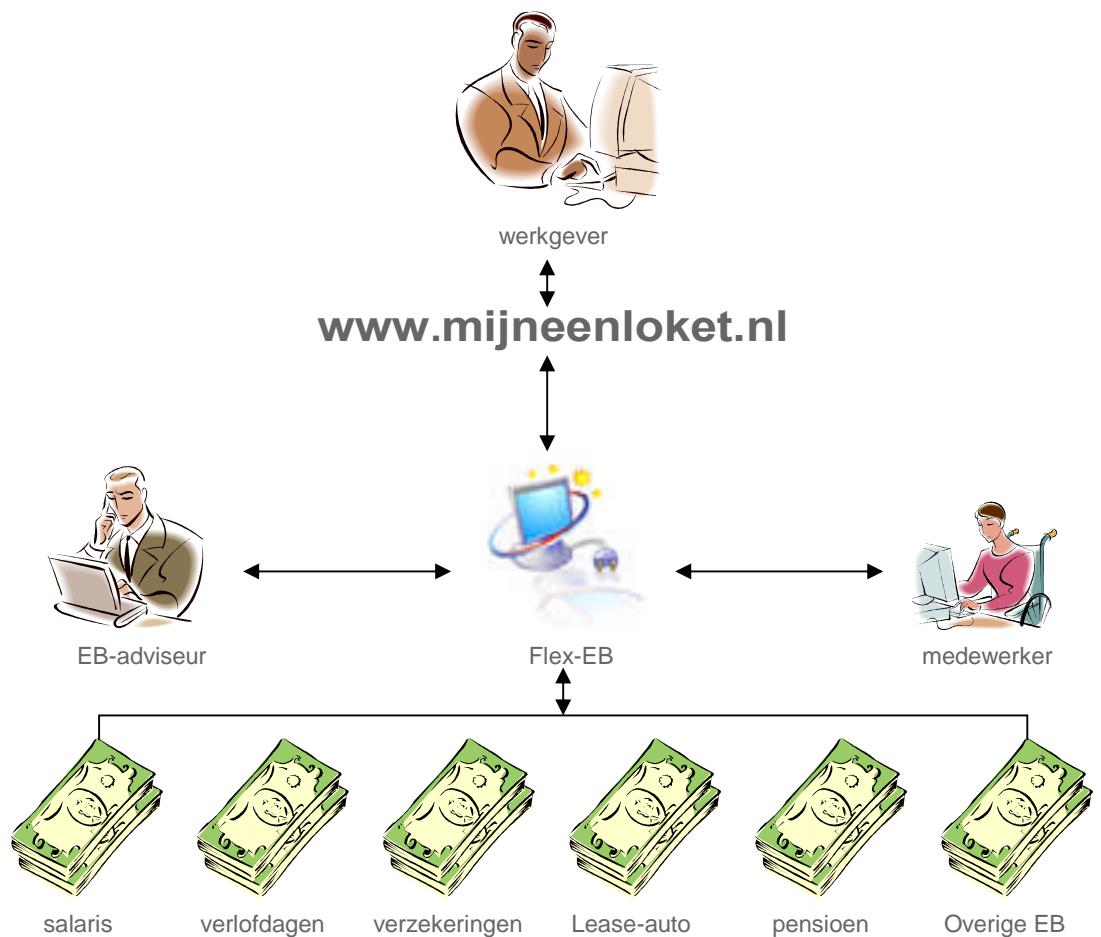 werkgever
www.mijneenloket.nl
EB-adviseur
Flex-EB
medewerker
salaris
verlofdagen
verzekeringen
Lease-auto
pensioen
Overige EB